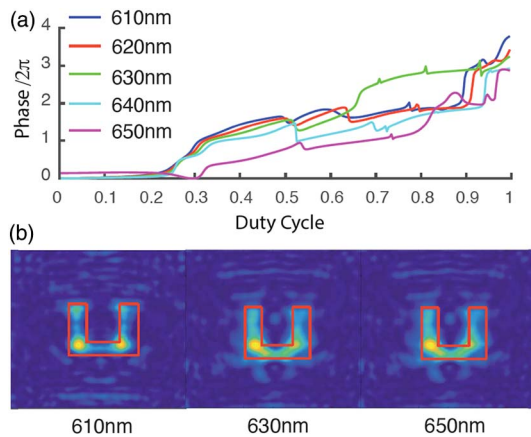 (a)
Phase /2π
4
3
2
1
0
610nm
620nm
630nm
640nm
650nm
0 0.1 0.2 0.3 0.4 0.5 0.6 0.7 0.8 0.9 1
Duty Cycle
(b)
610nm 630nm 650nm